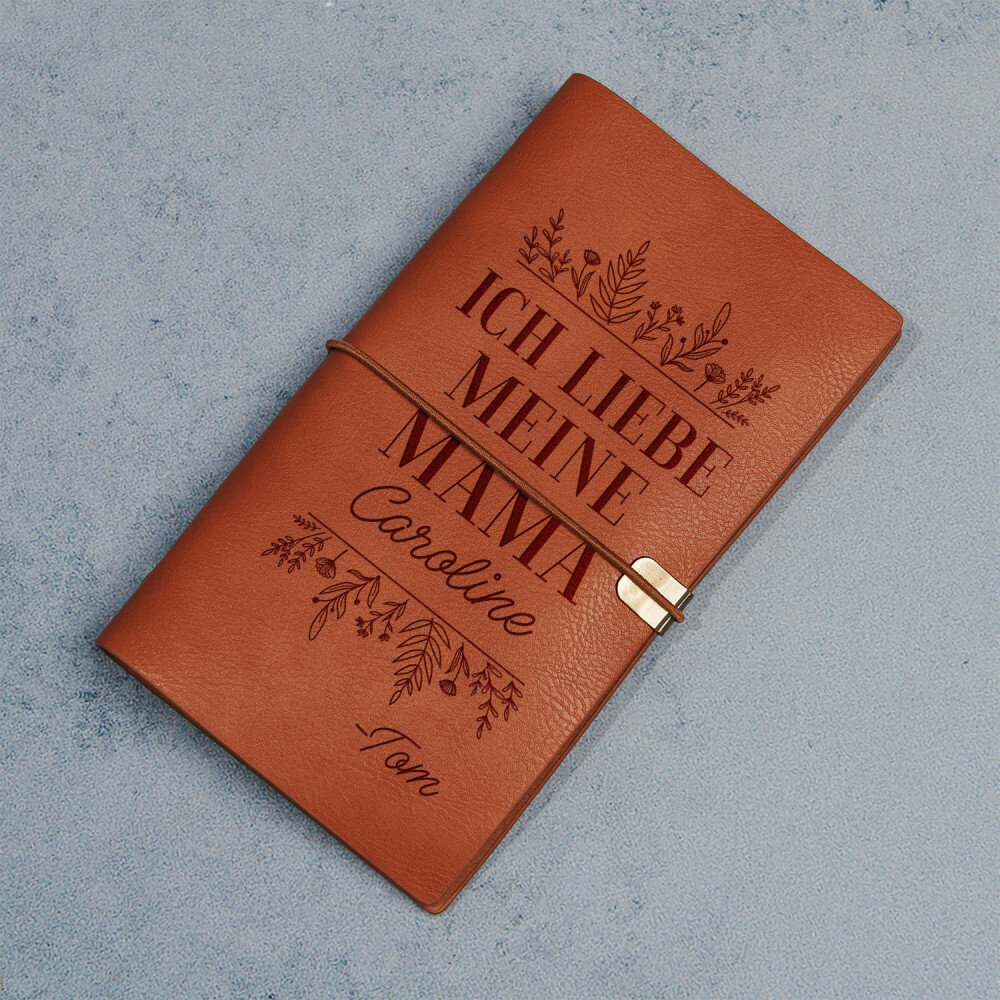 ICH LIEBE
MEINE
MAMA
Caroline
-Tom